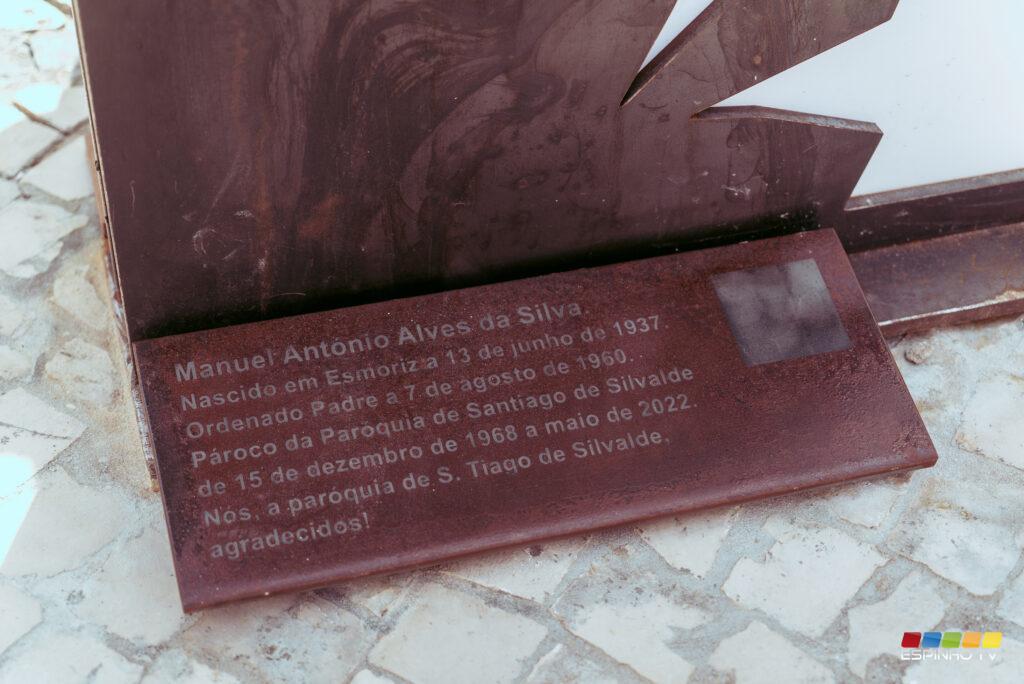 Manuel António Alves da Silva.
Nascido em Esmoriz a 13 de junho de 1937.
Ordenado Padre a 7 de agosto de 1960.
Pároco da Paróquia de Santiago de Silvalde
de 15 de dezembro de 1968 a maio de 2022.
Nós, a paróquia de S. Tiago de Silvalde,
agradecidos!
ESPINHO TV